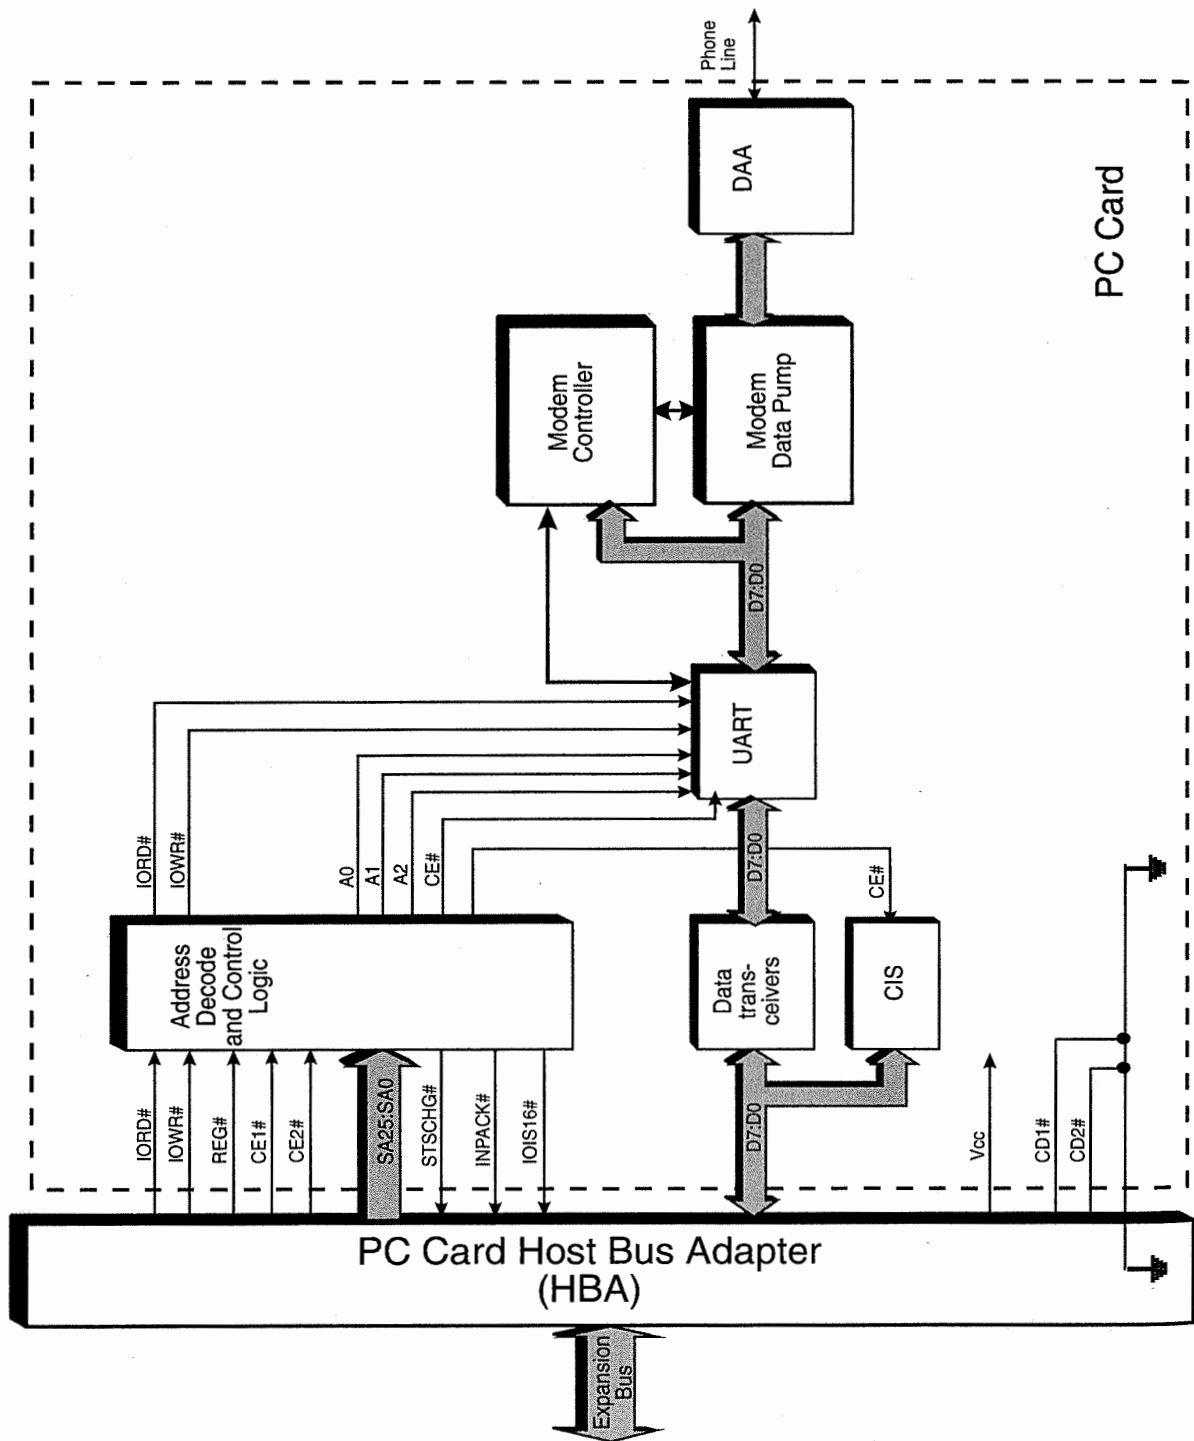 Phone
Line
DAA
PC Card
Modem
Controller
Modem
Data Pump
D7:D0
UART
IORD#
IOWR#
A0
A1
A2
CE#
D7:D0
CE#
Address
Decode
and Control
Logic
Data
trans-
ceivers
CIS
IORD#
IOWR#
REG#
CE1#
CE2#
SA25:SA0
STSCHG#
INPACK#
IOIS16#
D7:D0
Vcc
CD1#
CD2#
PC Card Host Bus Adapter
(HBA)
Expansion
Bus